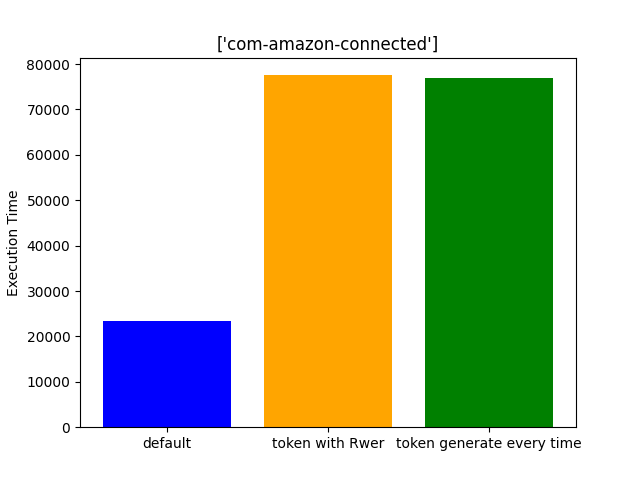 ['com-amazon-connected']
80000
70000
60000
50000
40000
30000
20000
10000
0
Execution Time
default
token with Rwer
token generate every time